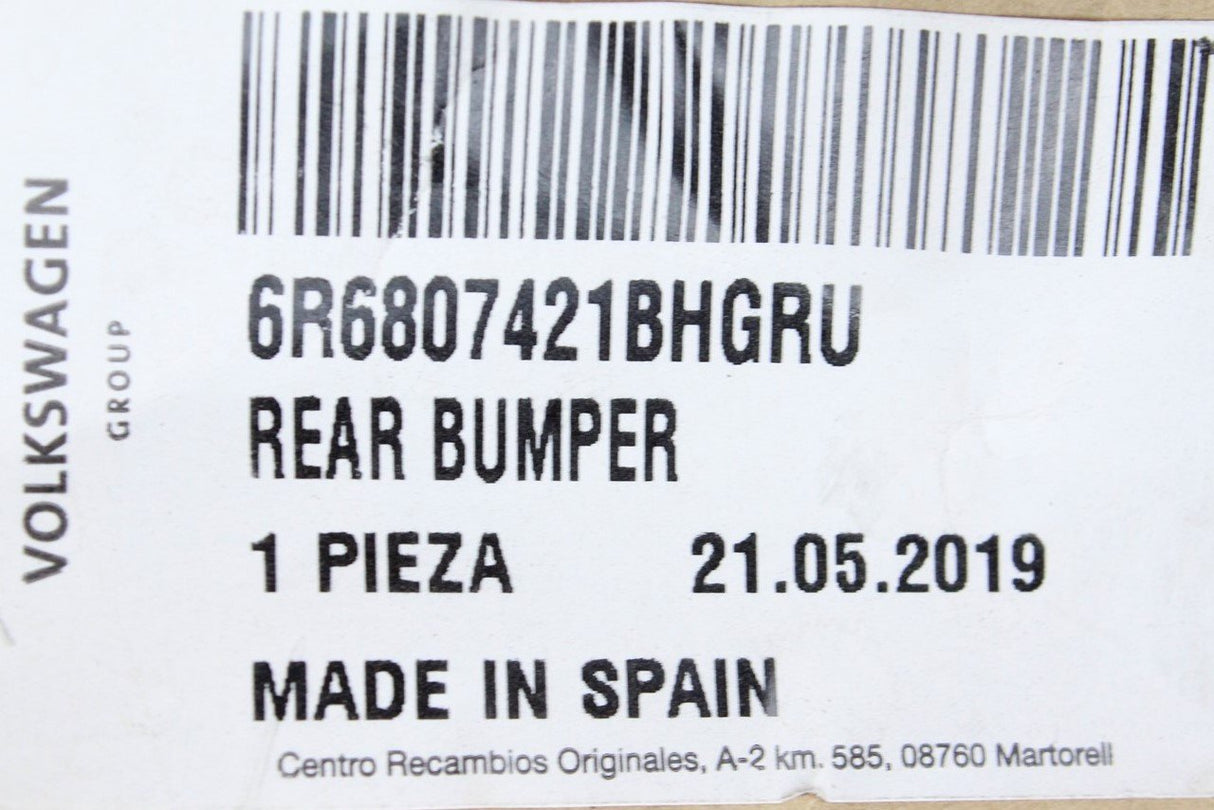 VOLKSWAGEN
GROUP
6R6807421BHGRU
REAR BUMPER
1 PIEZA 21.05.2019
MADE IN SPAIN
Centro Recambios Originales, A-2 km. 585, 08760 Martorell